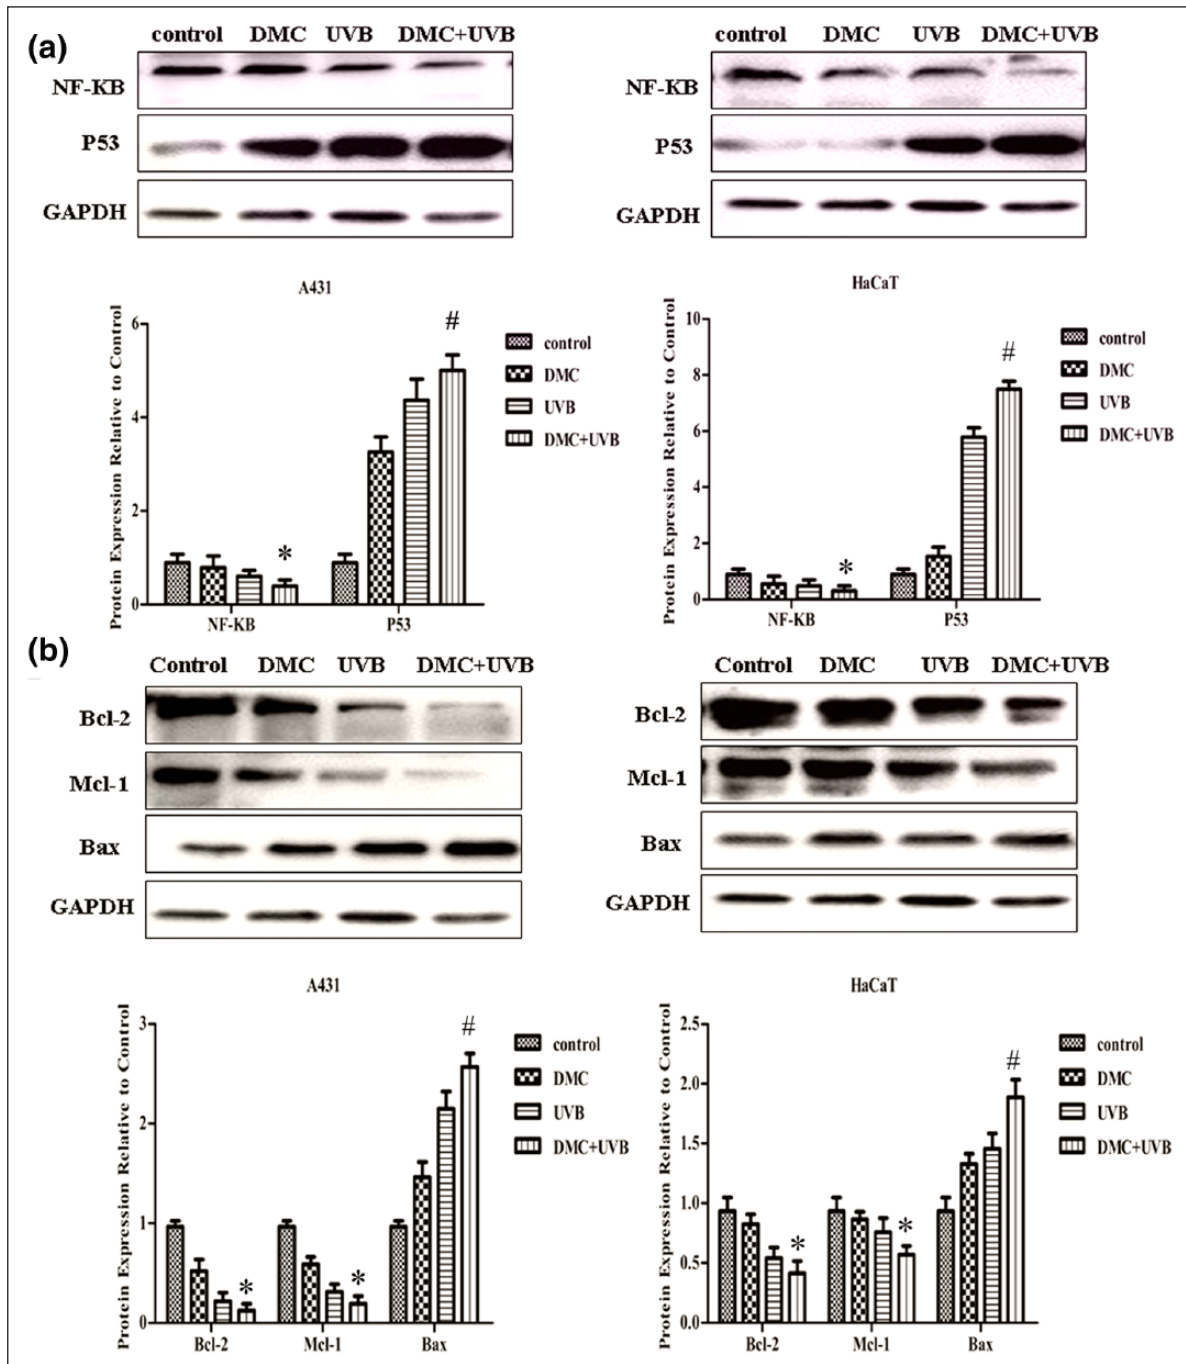 (a)
control DMC UVB DMC+UVB
NF-KB
P53
GAPDH
control DMC UVB DMC+UVB
NF-KB
P53
GAPDH
A431
Protein Expression Relative to Control
6
4
2
0
NF-KB P53
*
#
control
DMC
UVB
DMC+UVB
HaCaT
Protein Expression Relative to Control
10
8
6
4
2
0
NF-KB P53
*
#
control
DMC
UVB
DMC+UVB
(b)
Control DMC UVB DMC+UVB
Bcl-2
Mcl-1
Bax
GAPDH
Control DMC UVB DMC+UVB
Bcl-2
Mcl-1
Bax
GAPDH
A431
Protein Expression Relative to Control
3
2
1
0
Bcl-2 Mcl-1 Bax
* *
#
control
DMC
UVB
DMC+UVB
HaCaT
Protein Expression Relative to Control
2.5
2.0
1.5
1.0
0.5
0.0
Bcl-2 Mcl-1 Bax
* *
#
control
DMC
UVB
DMC+UVB